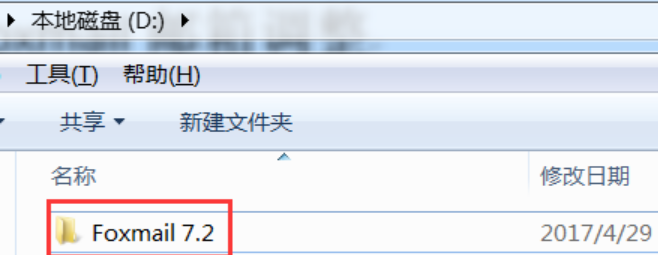 本地磁盘 (D:)
工具(T) 帮助(H)
共享 新建文件夹
名称 修改日期
Foxmail 7.2 2017/4/29